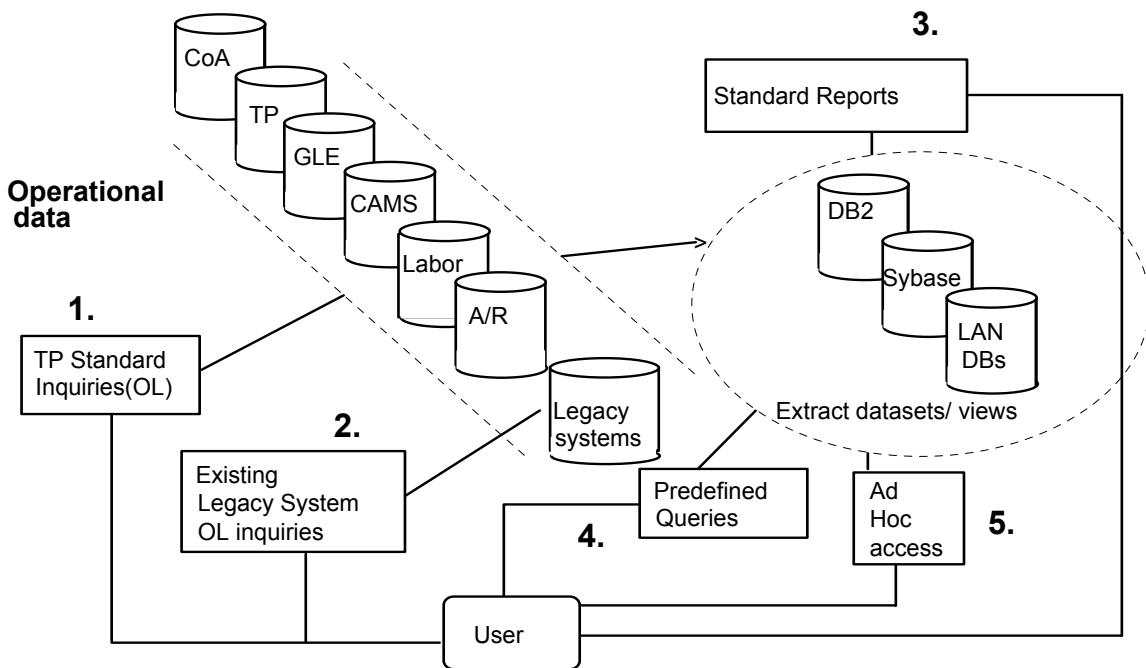 CoA
TP
GLE
CAMS
Labor
A/R
Legacy
systems
Operational
data
1.
TP Standard
Inquiries(OL)
2.
Existing
Legacy System
OL inquiries
3.
Standard Reports
DB2
Sybase
LAN
DBs
Extract datasets/ views
Predefined
Queries
4.
Ad
Hoc
access
5.
User